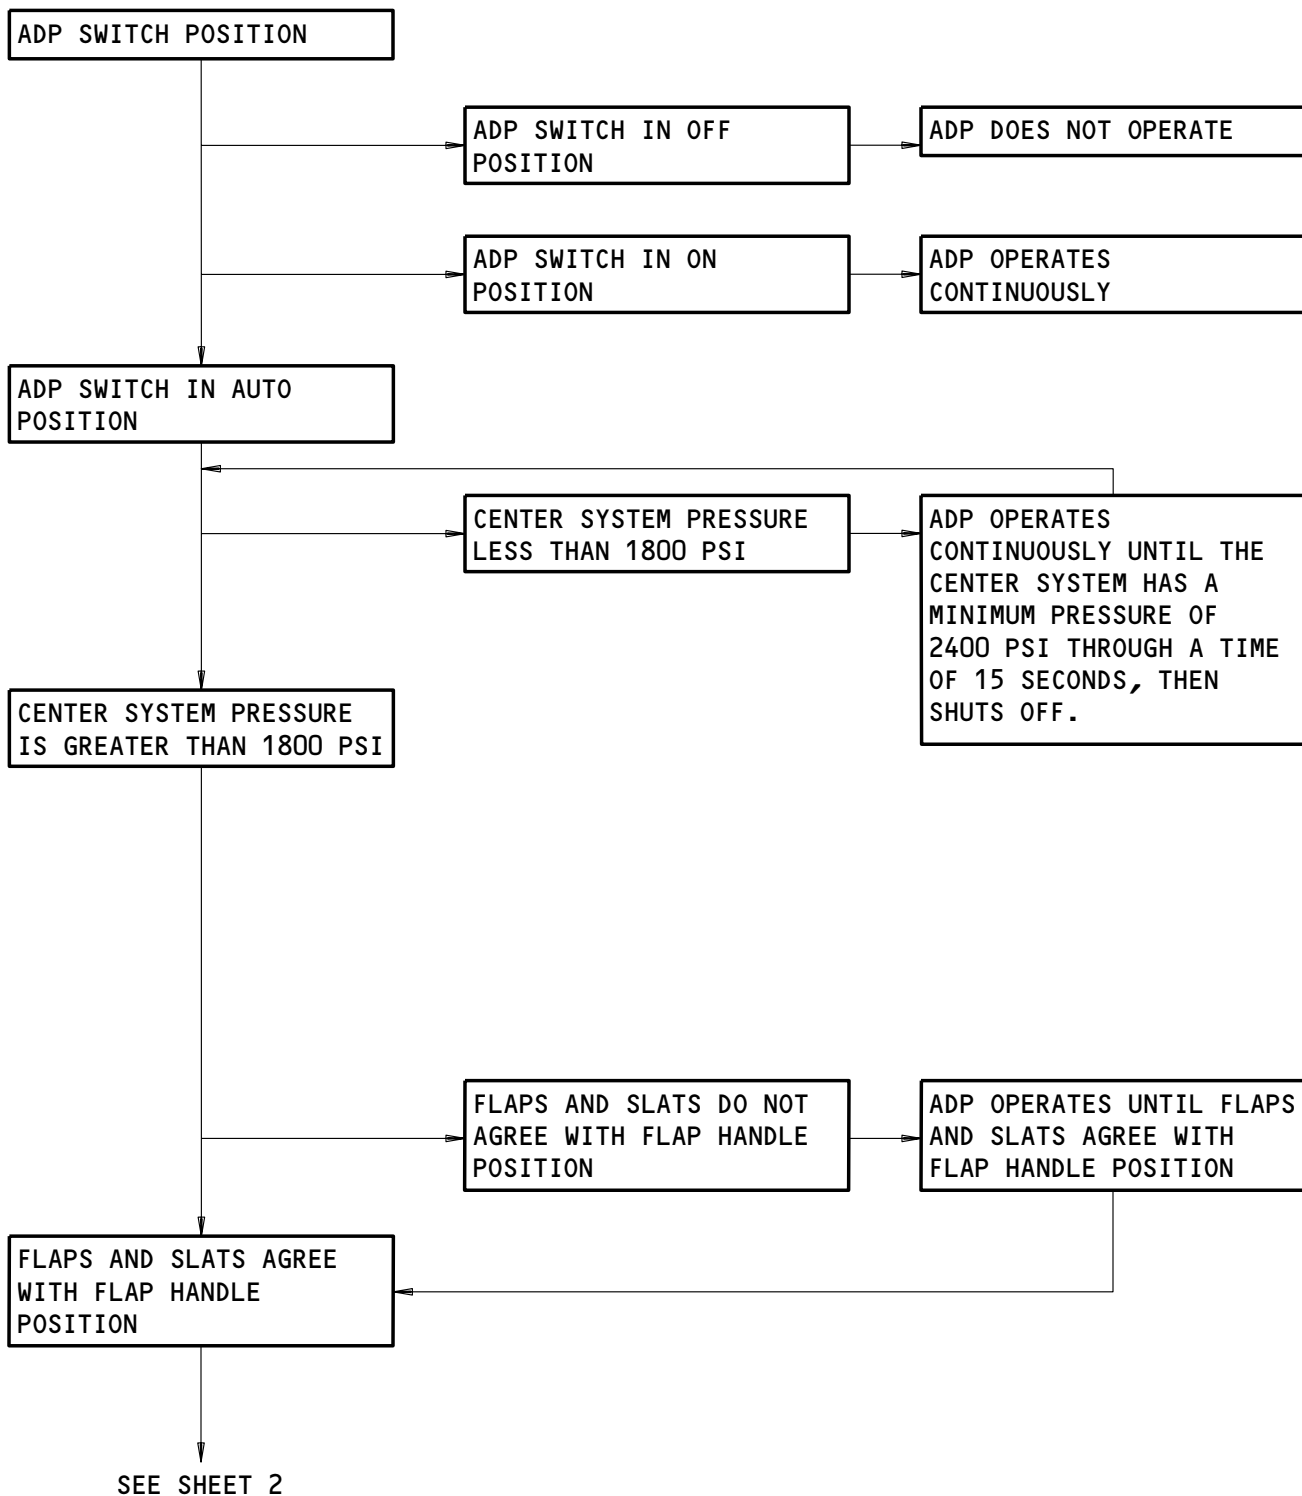 ADP SWITCH POSITION
ADP SWITCH IN OFF
POSITION
ADP DOES NOT OPERATE
ADP SWITCH IN ON
POSITION
ADP OPERATES
CONTINUOUSLY
ADP SWITCH IN AUTO
POSITION
CENTER SYSTEM PRESSURE
LESS THAN 1800 PSI
ADP OPERATES
CONTINUOUSLY UNTIL THE
CENTER SYSTEM HAS A
MINIMUM PRESSURE OF
2400 PSI THROUGH A TIME
OF 15 SECONDS, THEN
SHUTS OFF.
CENTER SYSTEM PRESSURE
IS GREATER THAN 1800 PSI
FLAPS AND SLATS DO NOT
AGREE WITH FLAP HANDLE
POSITION
ADP OPERATES UNTIL FLAPS
AND SLATS AGREE WITH
FLAP HANDLE POSITION
FLAPS AND SLATS AGREE
WITH FLAP HANDLE
POSITION
SEE SHEET 2